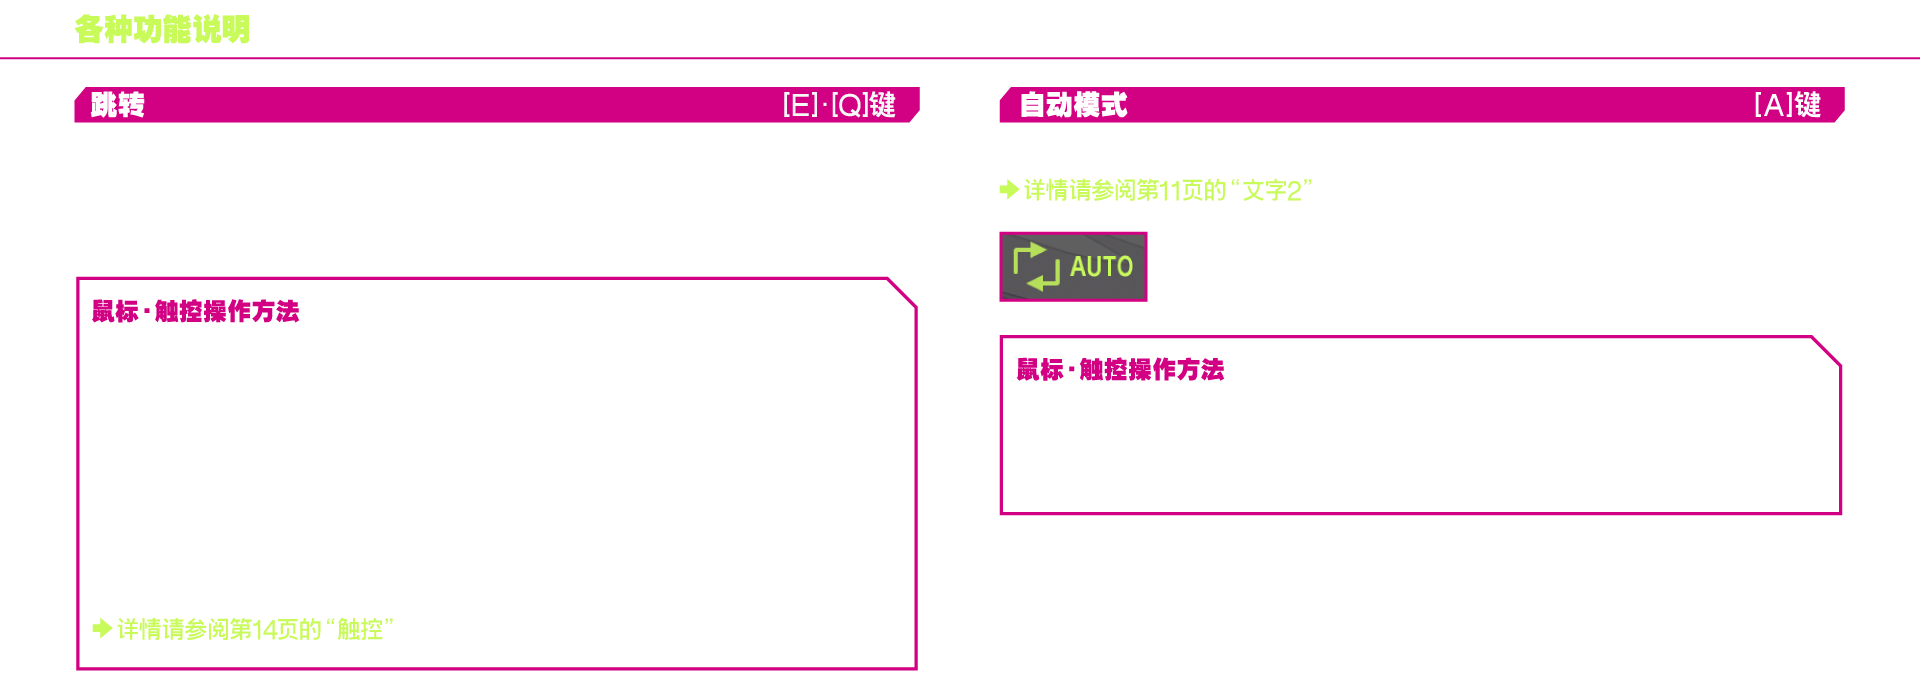 各种功能说明
跳转 [E]·[Q]键
鼠标·触控操作方法
➡详情请参阅第14页的“触控”
自动模式 [A]键
➡详情请参阅第11页的“文字2”
AUTO
鼠标·触控操作方法